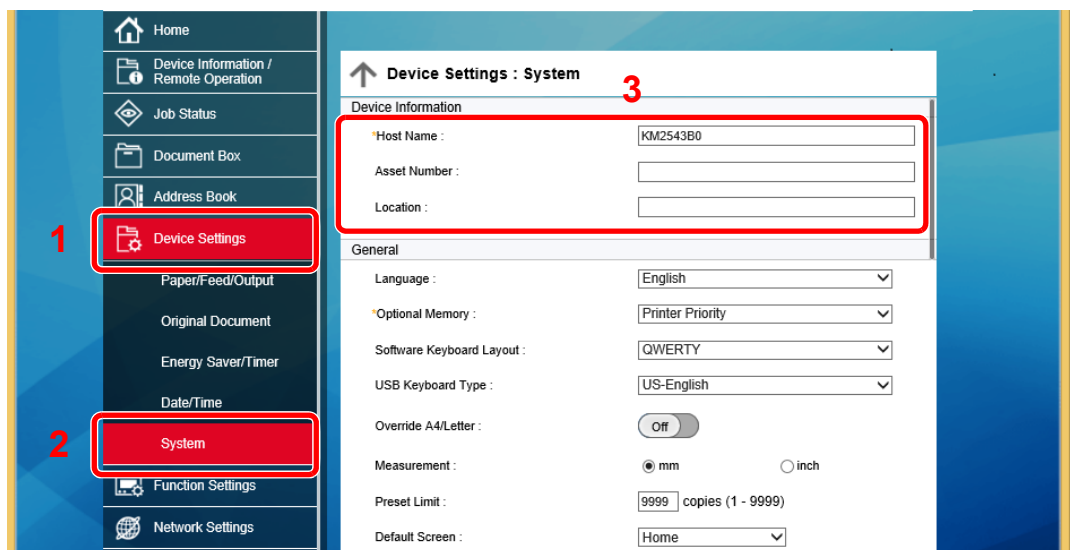 Home
Device Information /
Remote Operation
Job Status
Document Box
Address Book
1
Device Settings
Paper/Feed/Output
Original Document
Energy Saver/Timer
Date/Time
2
System
Function Settings
Network Settings
Device Settings : System
3
Device Information
*Host Name : KM2543B0
Asset Number :
Location :
General
Language : English
*Optional Memory : Printer Priority
Software Keyboard Layout : QWERTY
USB Keyboard Type : US-English
Override A4/Letter : Off
Measurement : mm inch
Preset Limit : 9999 copies (1 - 9999)
Default Screen : Home